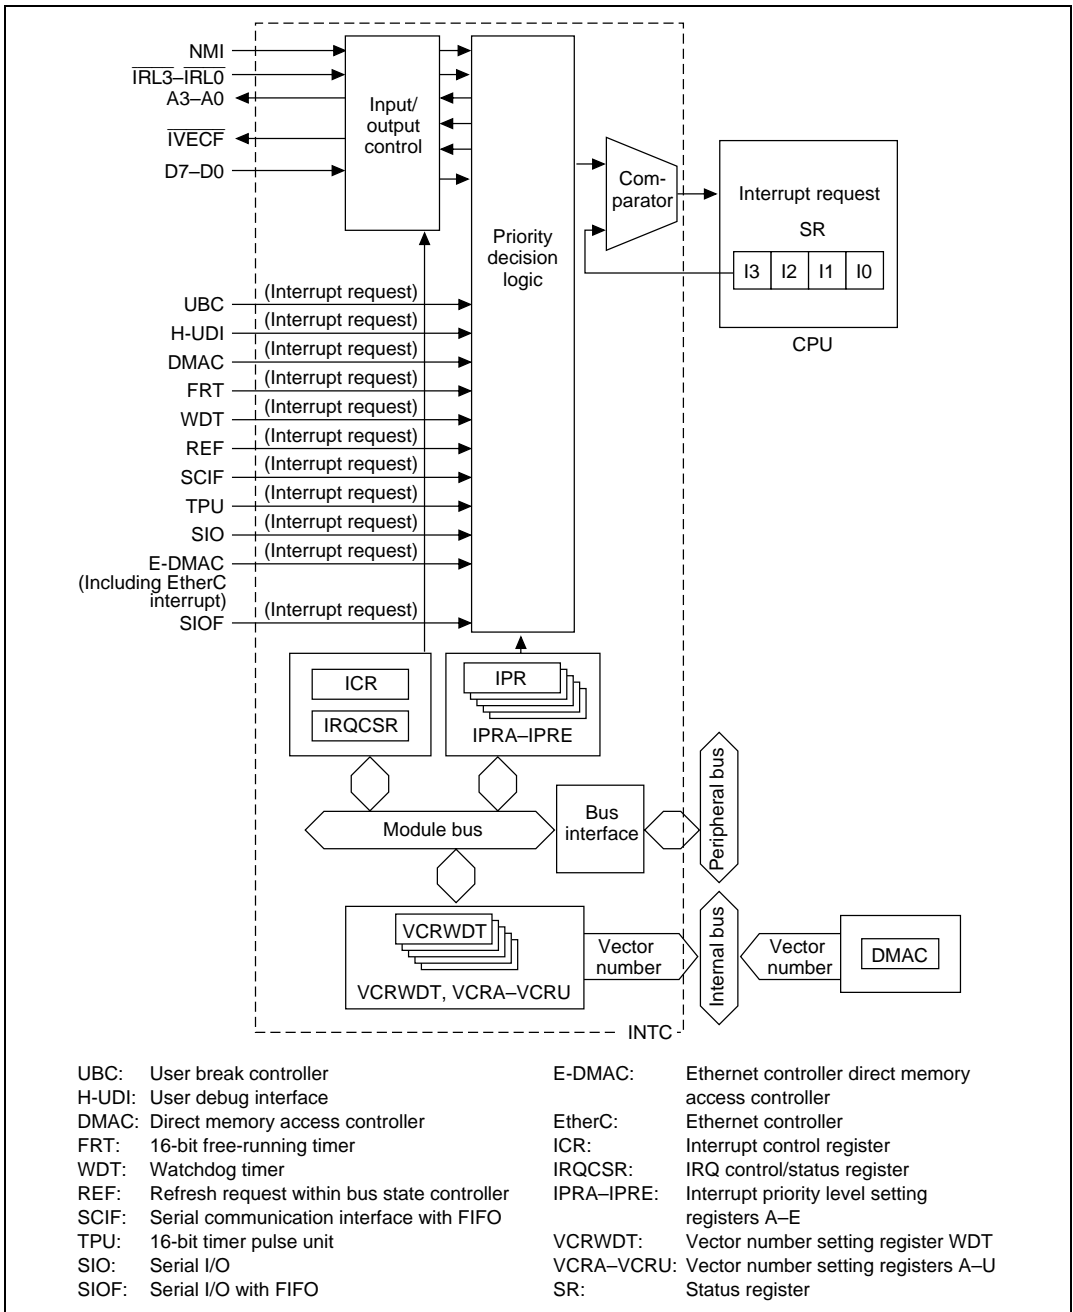 NMI
IRL3–IRL0
A3–A0
IVECF
D7–D0
Input/
output
control
Priority
decision
logic
Com-
parator
Interrupt request
SR
I3 I2 I1 I0
CPU
UBC (Interrupt request)
H-UDI (Interrupt request)
DMAC (Interrupt request)
FRT (Interrupt request)
WDT (Interrupt request)
REF (Interrupt request)
SCIF (Interrupt request)
TPU (Interrupt request)
SIO (Interrupt request)
E-DMAC (Interrupt request)
(Including EtherC
interrupt)
SIOF (Interrupt request)
ICR
IRQCSR
IPR
IPRA–IPRE
Module bus
Bus
interface
Peripheral bus
VCRWDT
VCRWDT, VCRA–VCRU
Vector
number
Internal bus
Vector
number
DMAC
INTC
UBC: User break controller
H-UDI: User debug interface
DMAC: Direct memory access controller
FRT: 16-bit free-running timer
WDT: Watchdog timer
REF: Refresh request within bus state controller
SCIF: Serial communication interface with FIFO
TPU: 16-bit timer pulse unit
SIO: Serial I/O
SIOF: Serial I/O with FIFO
E-DMAC: Ethernet controller direct memory
access controller
EtherC: Ethernet controller
ICR: Interrupt control register
IRQCSR: IRQ control/status register
IPRA–IPRE: Interrupt priority level setting
registers A–E
VCRWDT: Vector number setting register WDT
VCRA–VCRU: Vector number setting registers A–U
SR: Status register